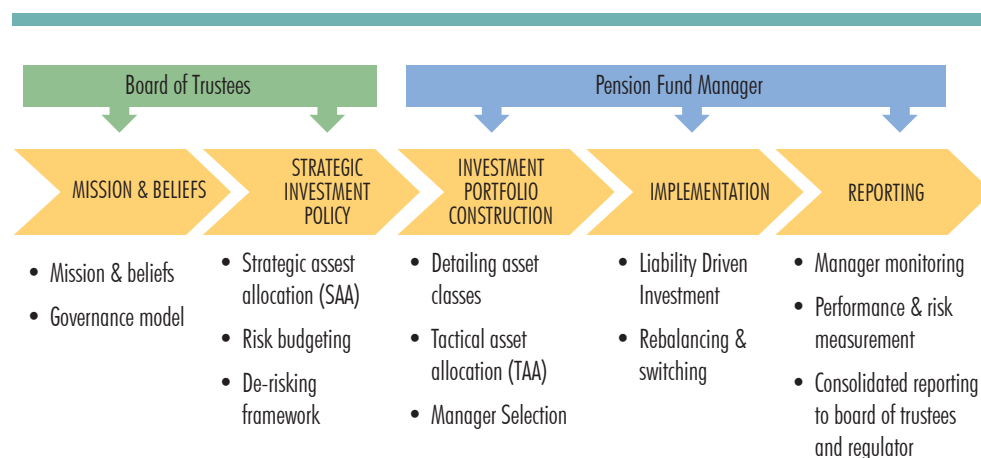 Board of Trustees
Pension Fund Manager
MISSION & BELIEFS
STRATEGIC
INVESTMENT
POLICY
INVESTMENT
PORTFOLIO
CONSTRUCTION
IMPLEMENTATION
REPORTING
• Mission & beliefs
• Governance model
• Strategic assest
allocation (SAA)
• Risk budgeting
• De-risking
framework
• Detailing asset
classes
• Tactical asset
allocation (TAA)
• Manager Selection
• Liability Driven
Investment
• Rebalancing &
switching
• Manager monitoring
• Performance & risk
measurement
• Consolidated reporting
to board of trustees
and regulator